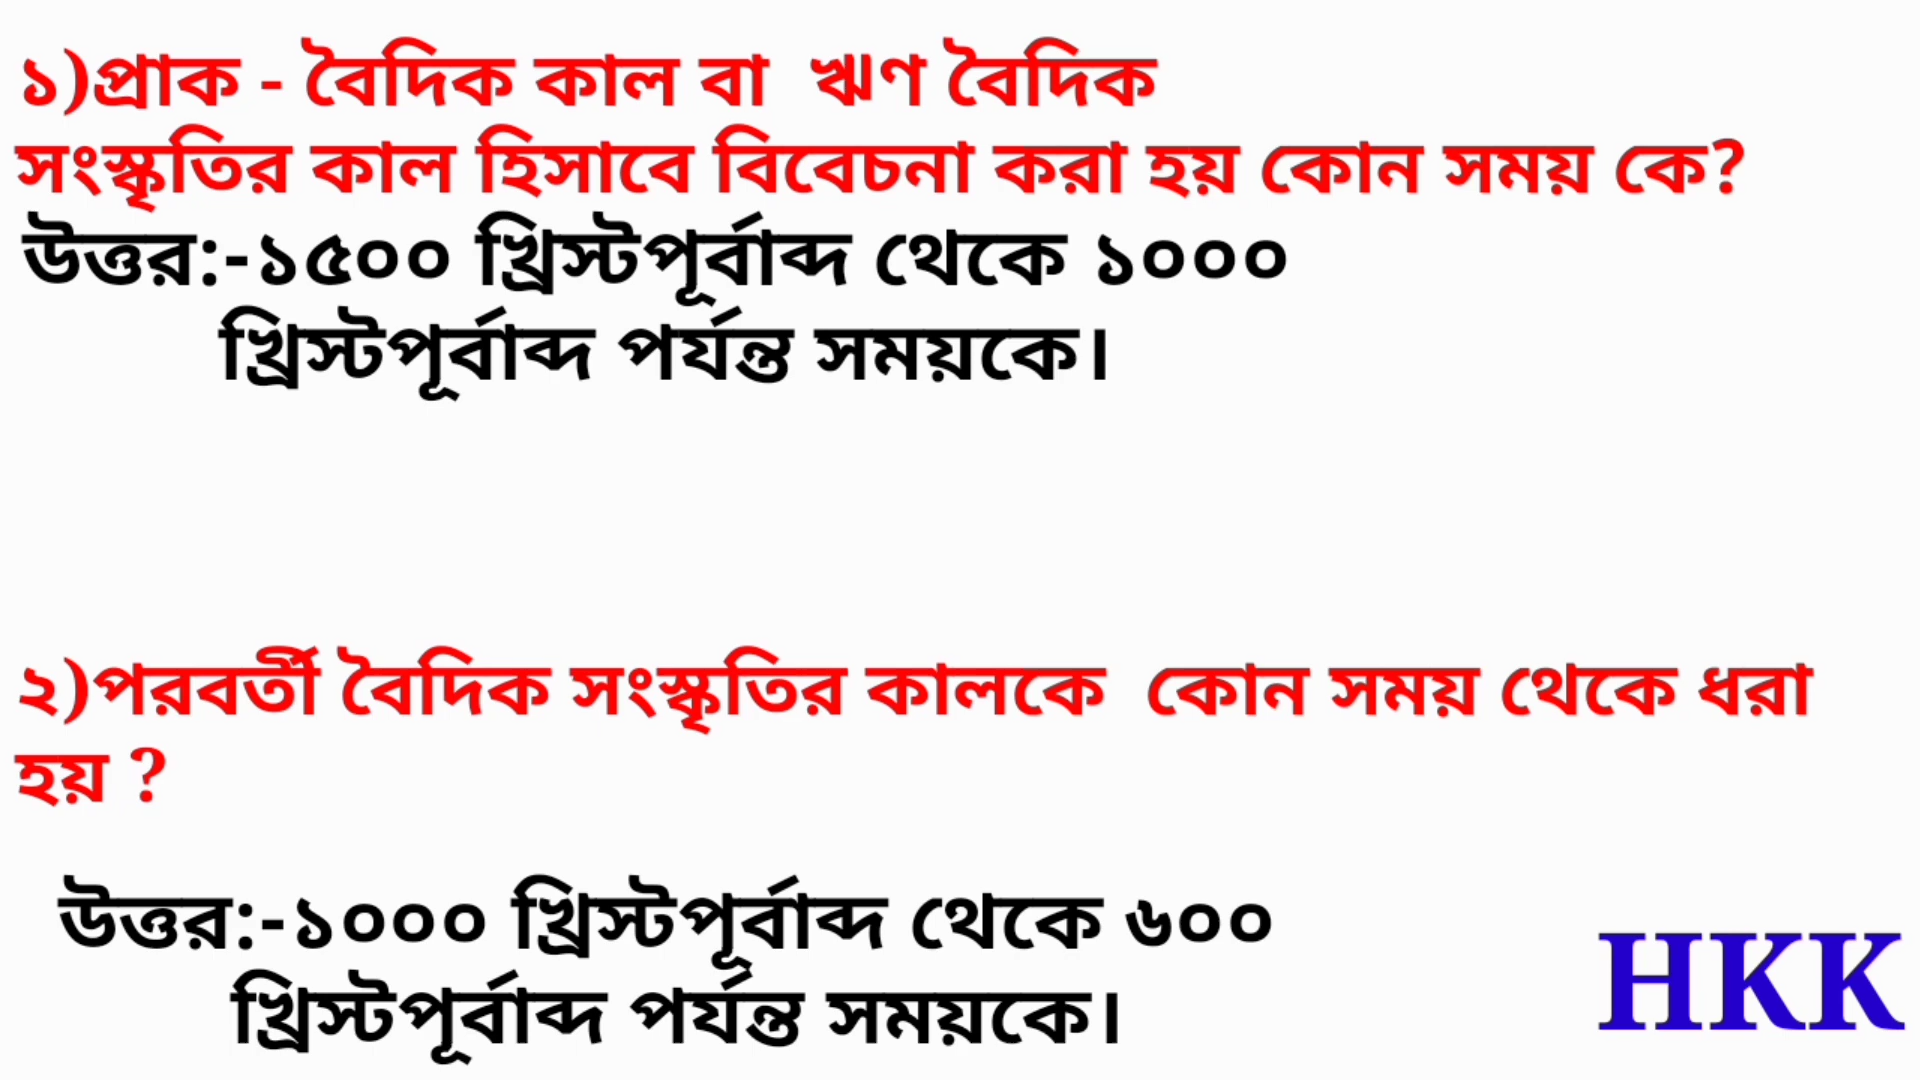 ১)প্রাক - বৈদিক কাল বা ঋণ বৈদিক
সংস্কৃতির কাল হিসাবে বিবেচনা করা হয় কোন সময় কে?
উত্তর:-১৫০০ খ্রিস্টপূর্বাব্দ থেকে ১০০০
খ্রিস্টপূর্বাব্দ পর্যন্ত সময়কে।
২)পরবর্তী বৈদিক সংস্কৃতির কালকে কোন সময় থেকে ধরা
হয় ?
উত্তর:-১০০০ খ্রিস্টপূর্বাব্দ থেকে ৬০০
খ্রিস্টপূর্বাব্দ পর্যন্ত সময়কে।
HKK